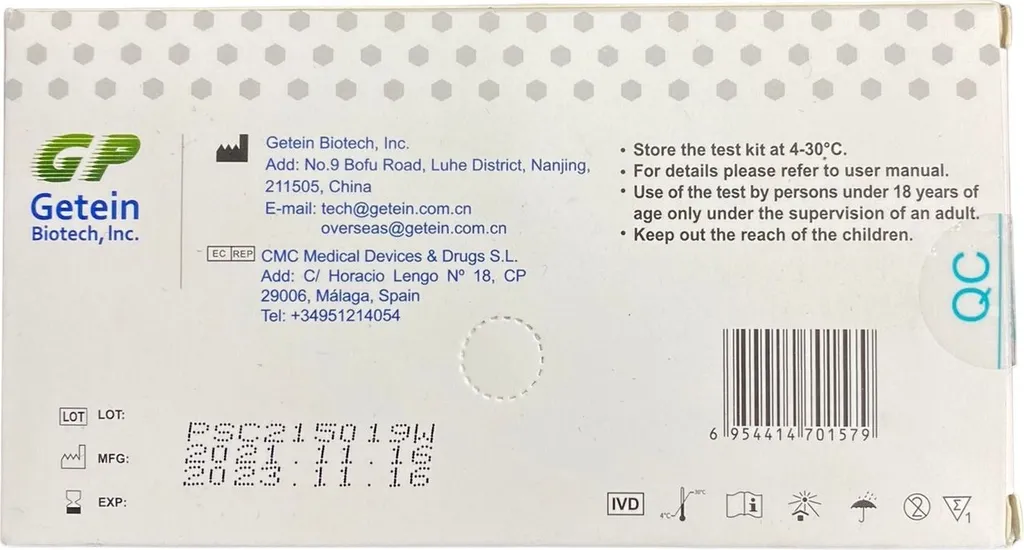 GP
Getein
Biotech, Inc.
Getein Biotech, Inc.
Add: No.9 Bofu Road, Luhe District, Nanjing,
211505, China
E-mail: tech@getein.com.cn
overseas@getein.com.cn
EC REP
CMC Medical Devices & Drugs S.L.
Add: C/ Horacio Lengo Nº 18, CP
29006, Málaga, Spain
Tel: +34951214054
• Store the test kit at 4-30°C.
• For details please refer to user manual.
• Use of the test by persons under 18 years of
age only under the supervision of an adult.
• Keep out the reach of the children.
QC
LOT LOT: PSC215019W
MFG: 2021.11.16
EXP: 2023.11.16
6 954414 701579
IVD
4°C 30°C
i
2
Σ 1